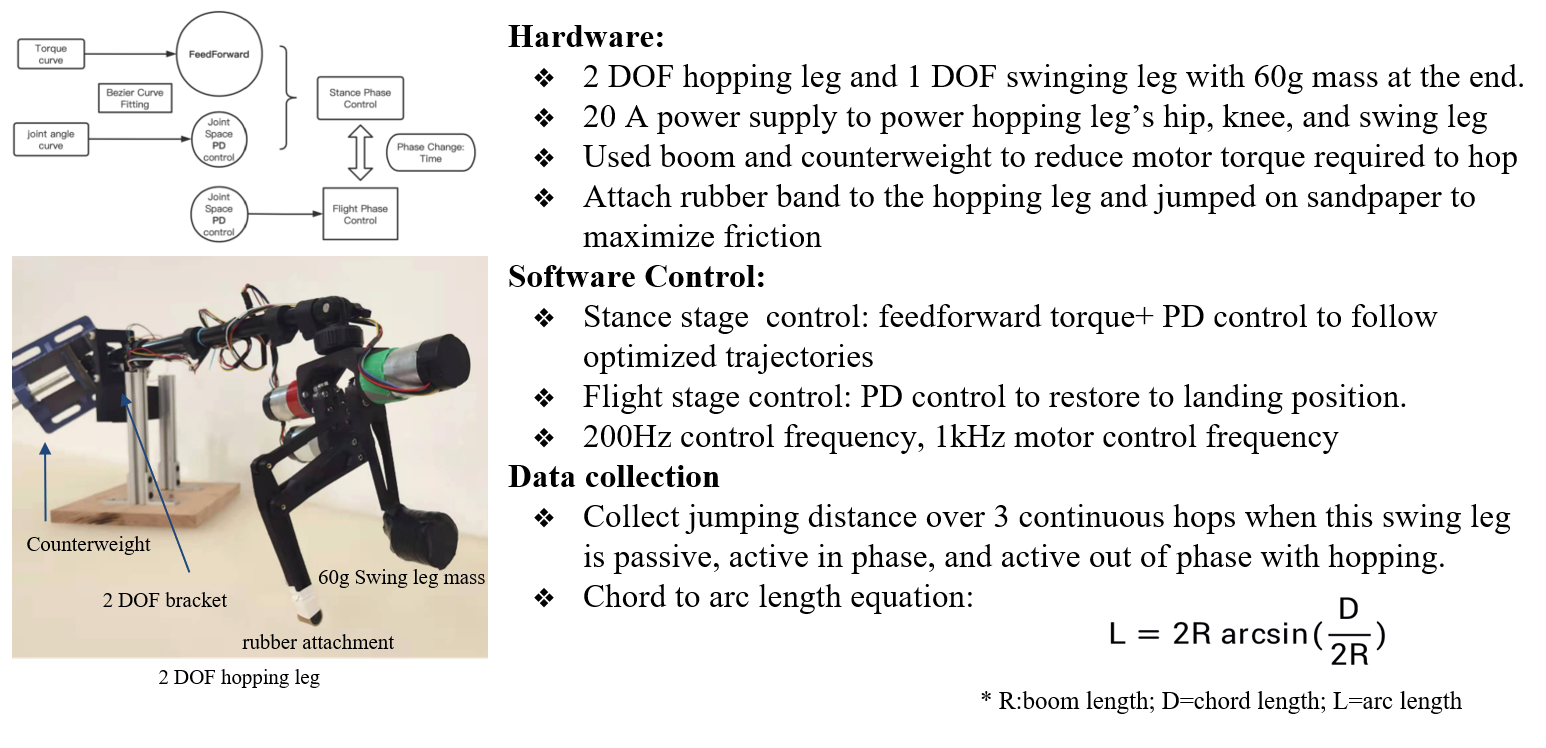 Torque
curve
FeedForward
Bezier Curve
Fitting
joint angle
curve
Joint
Space
PD
control
Stance Phase
Control
Phase Change:
Time
Joint
Space
PD
control
Flight Phase
Control
Counterweight
2 DOF bracket
60g Swing leg mass
rubber attachment
2 DOF hopping leg
Hardware:
❖ 2 DOF hopping leg and 1 DOF swinging leg with 60g mass at the end.
❖ 20 A power supply to power hopping leg’s hip, knee, and swing leg
❖ Used boom and counterweight to reduce motor torque required to hop
❖ Attach rubber band to the hopping leg and jumped on sandpaper to
maximize friction
Software Control:
❖ Stance stage control: feedforward torque+ PD control to follow
optimized trajectories
❖ Flight stage control: PD control to restore to landing position.
❖ 200Hz control frequency, 1kHz motor control frequency
Data collection
❖ Collect jumping distance over 3 continuous hops when this swing leg
is passive, active in phase, and active out of phase with hopping.
❖ Chord to arc length equation:
L = 2R arcsin(D/2R)
* R:boom length; D=chord length; L=arc length